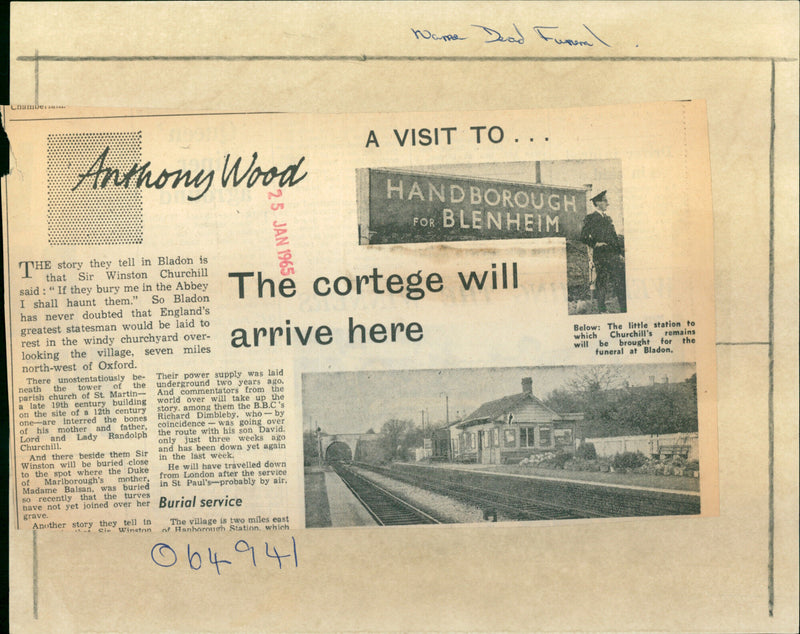 Name Dead Funeral.
Chamberlain.
A VISIT TO...
Anthony Wood
25 JAN 1965
HANDBOROUGH
FOR BLENHEIM
THE story they tell in Bladon is
that Sir Winston Churchill
said: "If they bury me in the Abbey
I shall haunt them." So Bladon
has never doubted that England's
greatest statesman would be laid to
rest in the windy churchyard over-
looking the village, seven miles
north-west of Oxford.
The cortege will
arrive here
Below: The little station to
which Churchill's remains
will be brought for the
funeral at Bladon.
There unostentatiously be-
neath the tower of the
parish church of St. Martin—
a late 19th century building
on the site of a 12th century
one—are interred the bones
of his mother and father,
Lord and Lady Randolph
Churchill.
And there beside them Sir
Winston will be buried close
to the spot where the Duke
of Marlborough's mother,
Madame Balsan, was buried
so recently that the turves
have not yet joined over her
grave.
Another story they tell in
that Sir Winston
Their power supply was laid
underground two years ago.
And commentators from the
world over will take up the
story, among them the B.B.C's
Richard Dimbleby, who—by
coincidence—was going over
the route with his son David,
only just three weeks ago
and has been down yet again
in the last week.
He will have travelled down
from London after the service
in St Paul's—probably by air.
Burial service
The village is two miles east
of Hanborough Station, which
064941